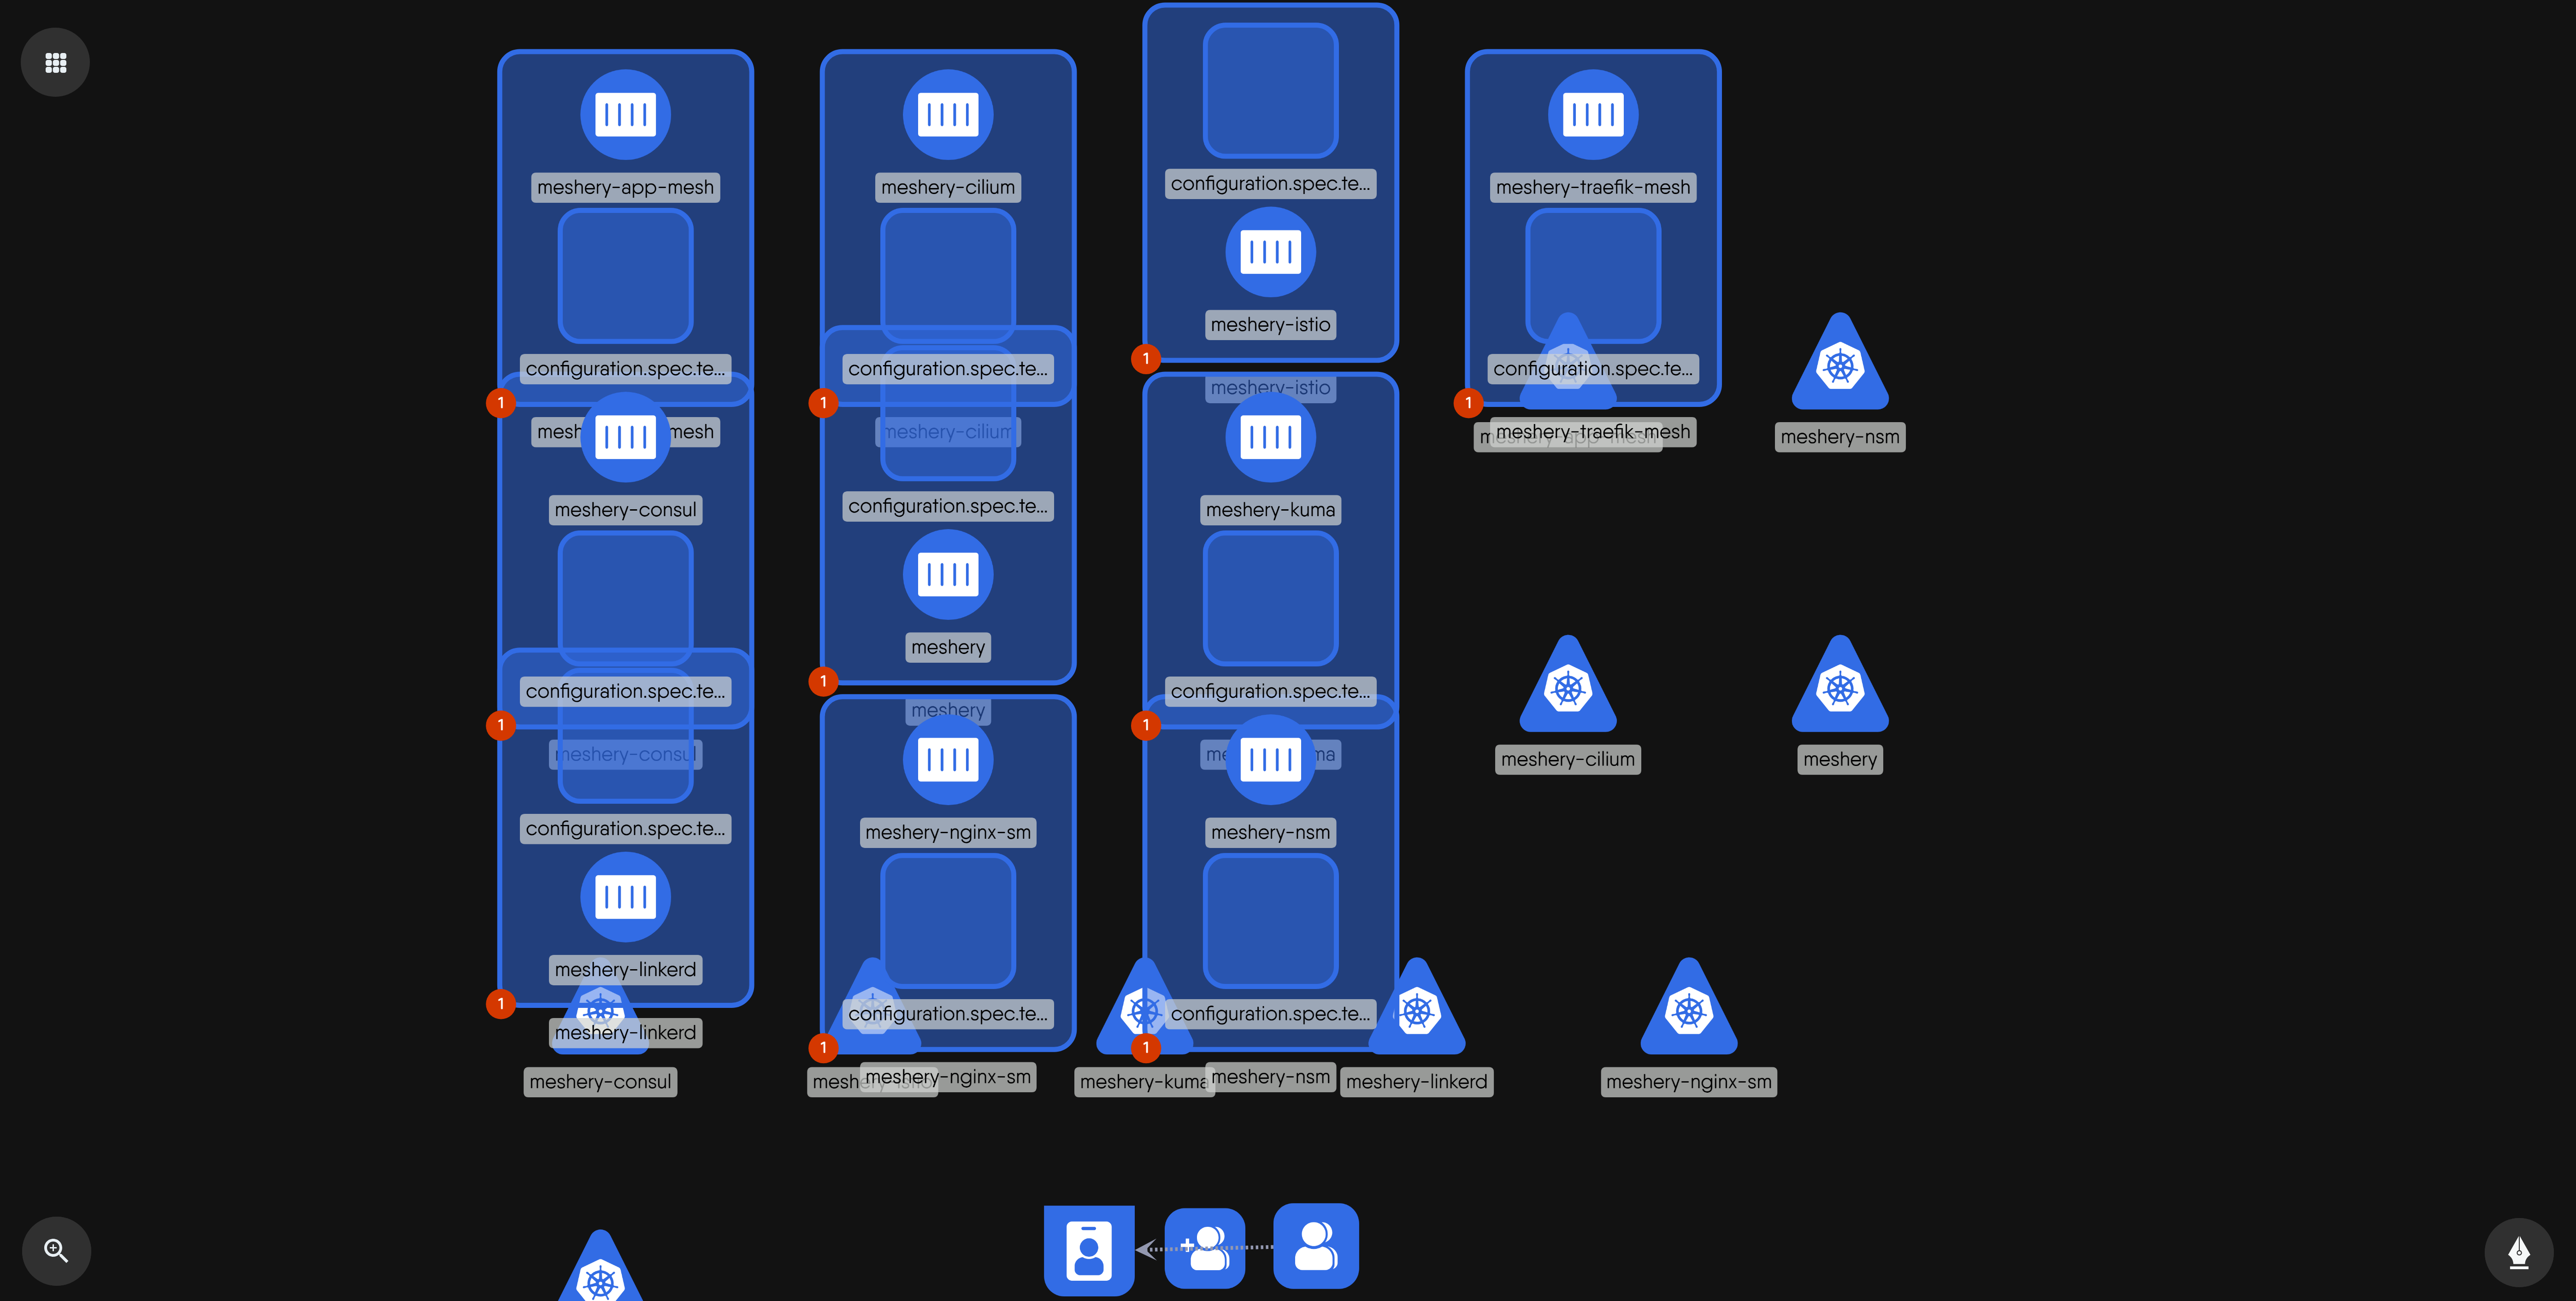 meshery-app-mesh
configuration.spec.te...
1
mesh mesh
meshery-consul
configuration.spec.te...
1
meshery-consul
configuration.spec.te...
meshery-linkerd
1
meshery-linkerd
meshery-consul
meshery-cilium
configuration.spec.te...
1
meshery-cilium
configuration.spec.te...
meshery
1
meshery
meshery-nginx-sm
configuration.spec.te...
1
meshery-nginx-sm
configuration.spec.te...
meshery-istio
1
meshery-istio
meshery-kuma
configuration.spec.te...
1
meshery-nsm
configuration.spec.te...
1
meshery-kuma
meshery-nsm
meshery-linkerd
meshery-traefik-mesh
configuration.spec.te...
1
meshery-traefik-mesh
meshery-nsm
meshery-cilium
meshery
meshery-nginx-sm